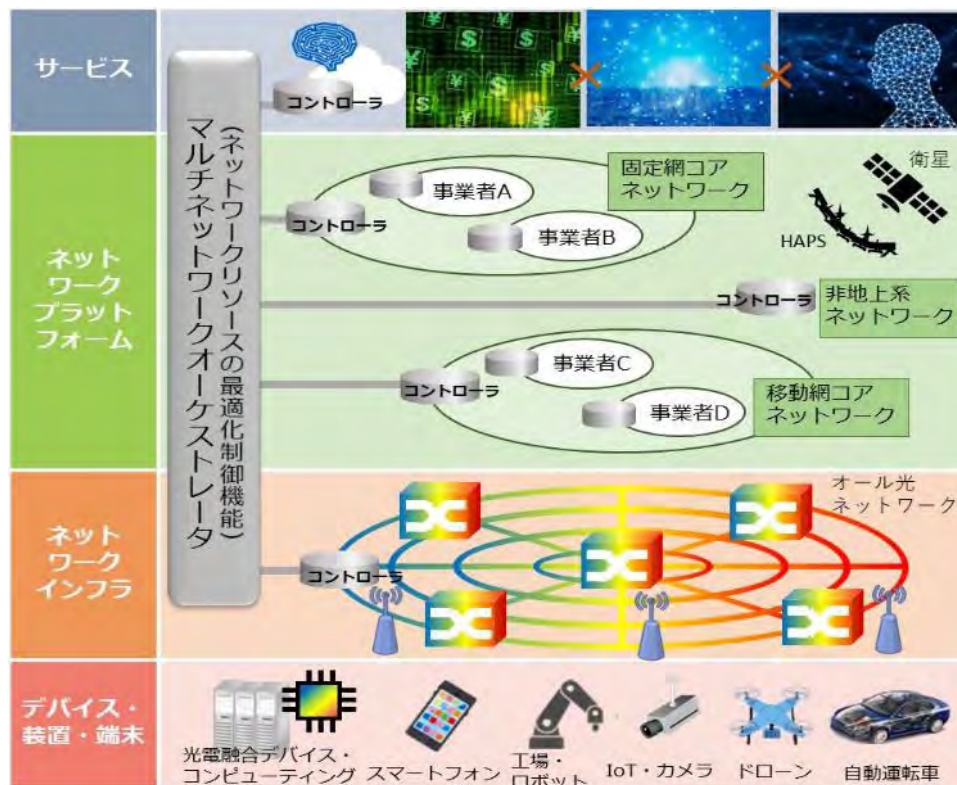 サービス
コントローラ
マルチネットワークオーケストレータ
(ネットワークリソースの最適化制御機能)
ネット
ワーク
プラット
フォーム
コントローラ
事業者A
事業者B
固定網コア
ネットワーク
衛星
HAPS
コントローラ
非地上系
ネットワーク
コントローラ
事業者C
事業者D
移動網コア
ネットワーク
ネット
ワーク
インフラ
コントローラ
オール光
ネットワーク
デバイス・
装置・端末
光電融合デバイス・
コンピューティング
スマートフォン
工場・
ロボット
IoT・カメラ
ドローン
自動運転車